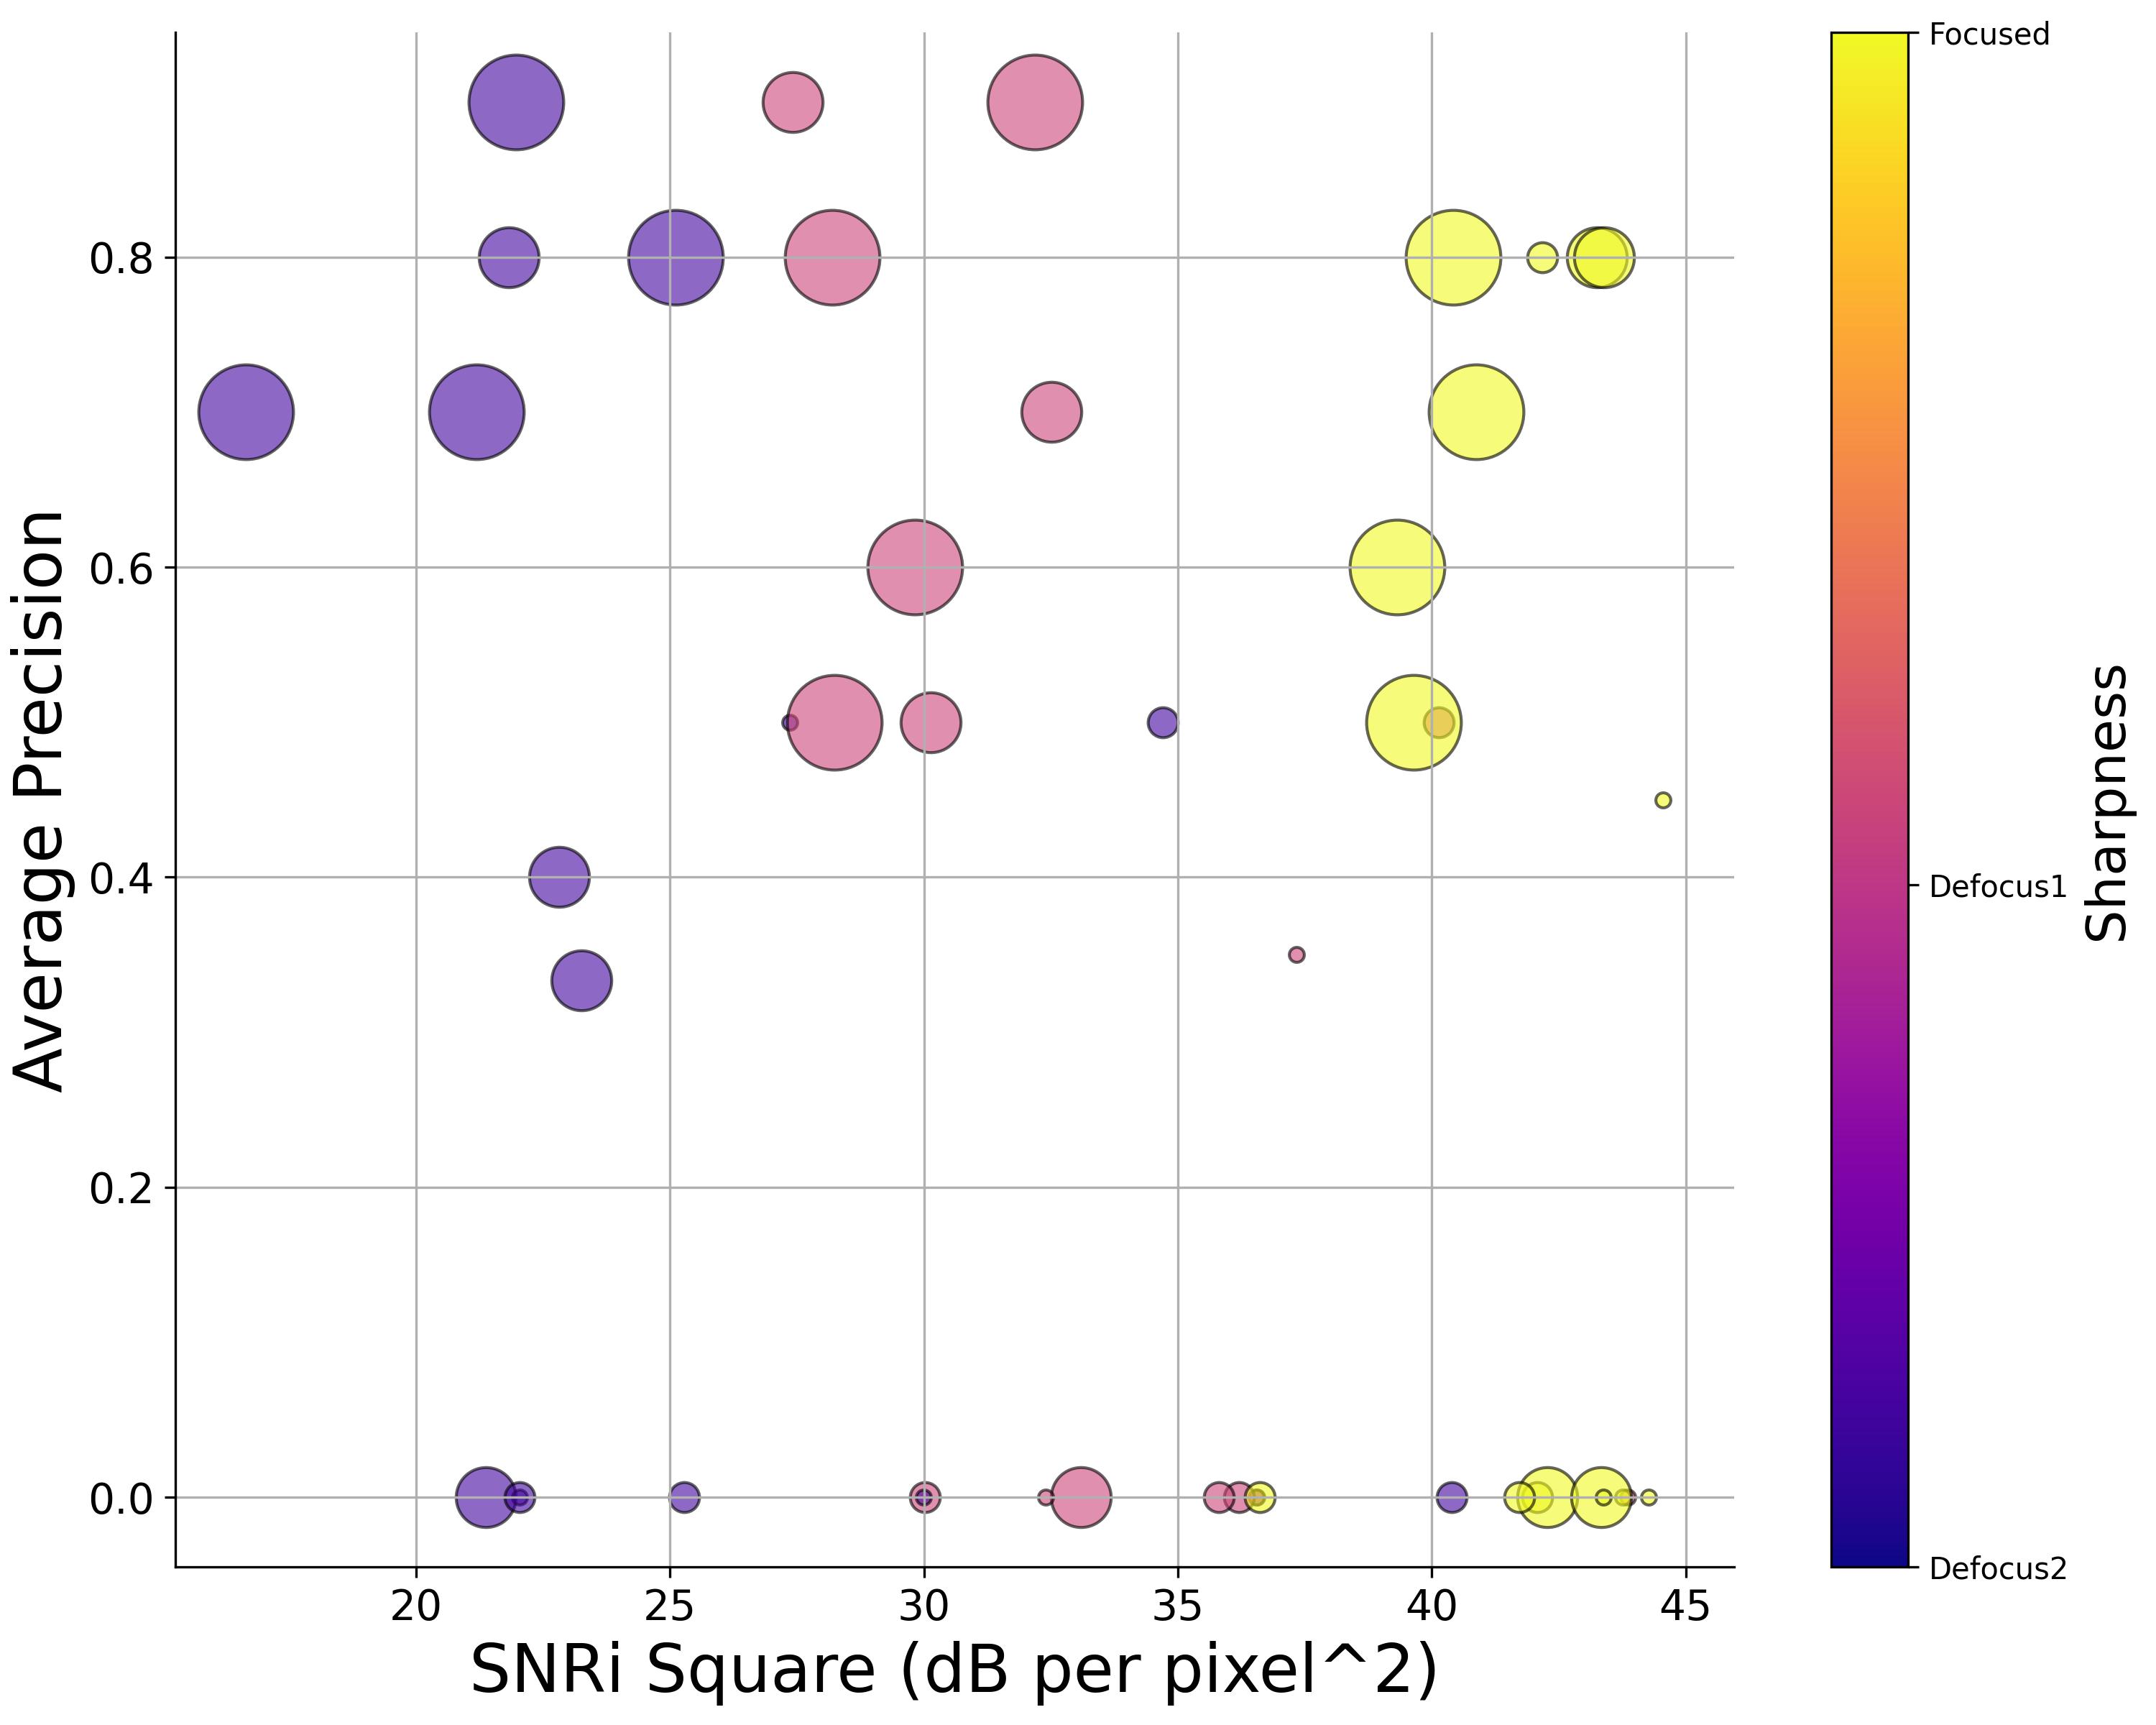 Average Precision
0.8
0.6
0.4
0.2
0.0
20 25 30 35 40 45
SNRi Square (dB per pixel^2)
Focused
Defocus1
Defocus2
Sharpness